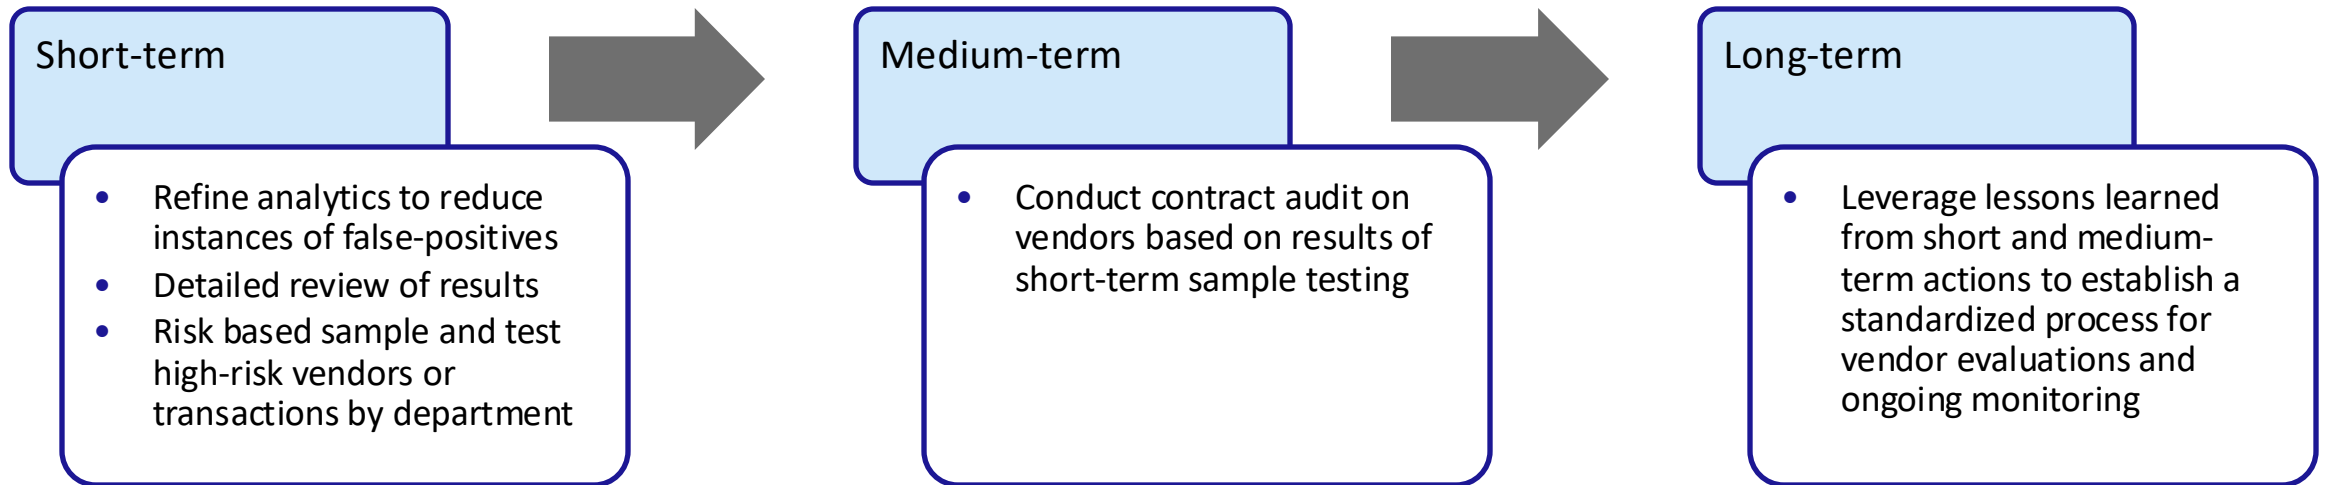 Short-term
• Refine analytics to reduce
instances of false-positives
• Detailed review of results
• Risk based sample and test
high-risk vendors or
transactions by department
Medium-term
• Conduct contract audit on
vendors based on results of
short-term sample testing
Long-term
• Leverage lessons learned
from short and medium-
term actions to establish a
standardized process for
vendor evaluations and
ongoing monitoring